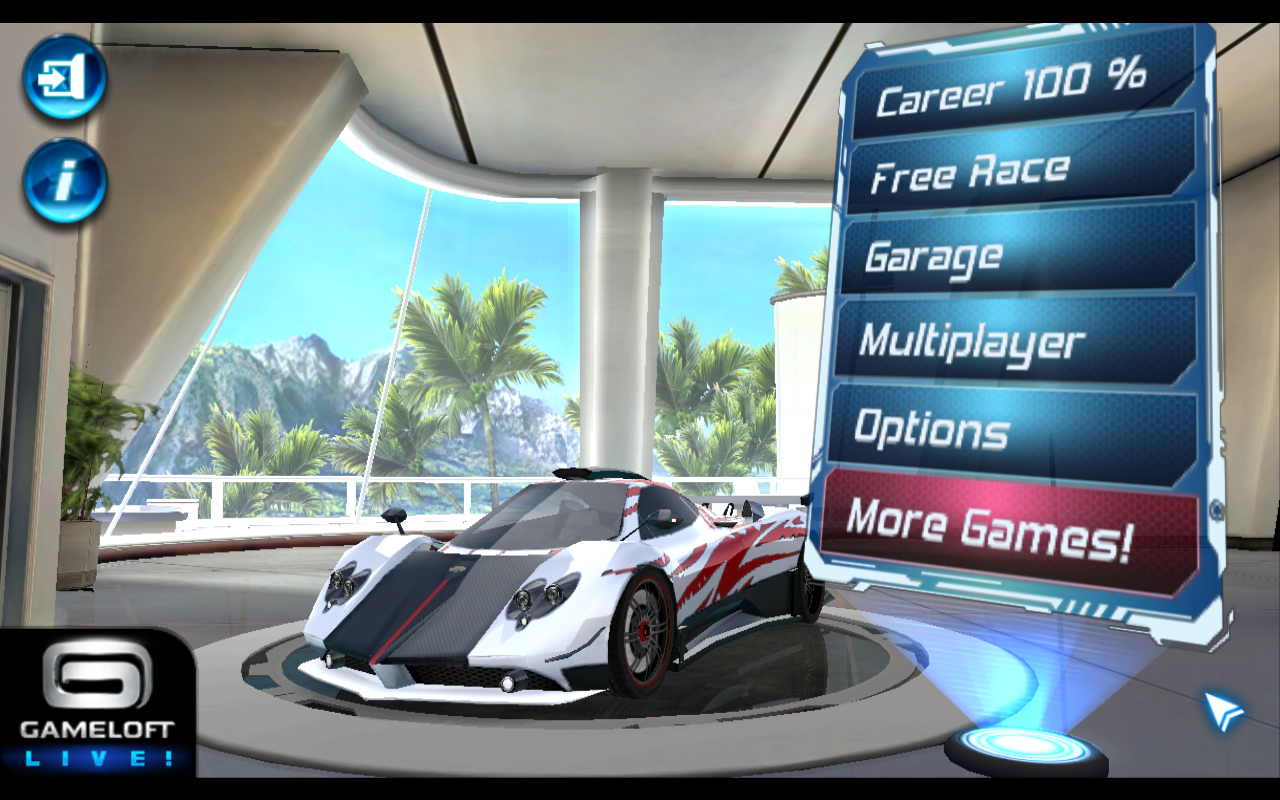 Career 100 %
Free Race
Garage
Multiplayer
Options
More Games!
i
GAMELOFT
LIVE!